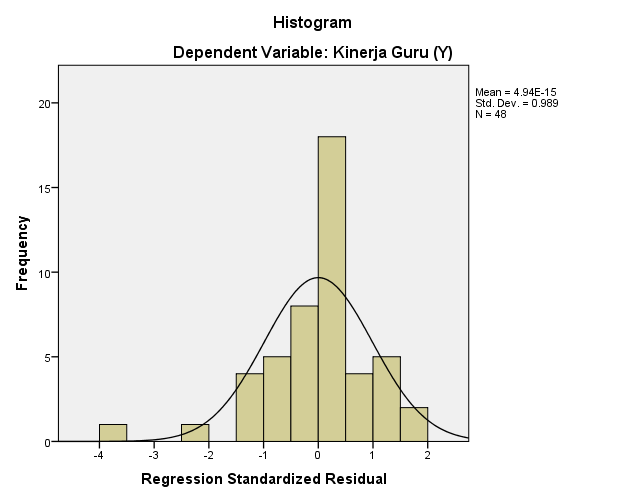 Histogram
Dependent Variable: Kinerja Guru (Y)
Mean = 4.94E-15
Std. Dev. = 0.989
N = 48
Frequency
20
15
10
5
0
-4 -3 -2 -1 0 1 2
Regression Standardized Residual